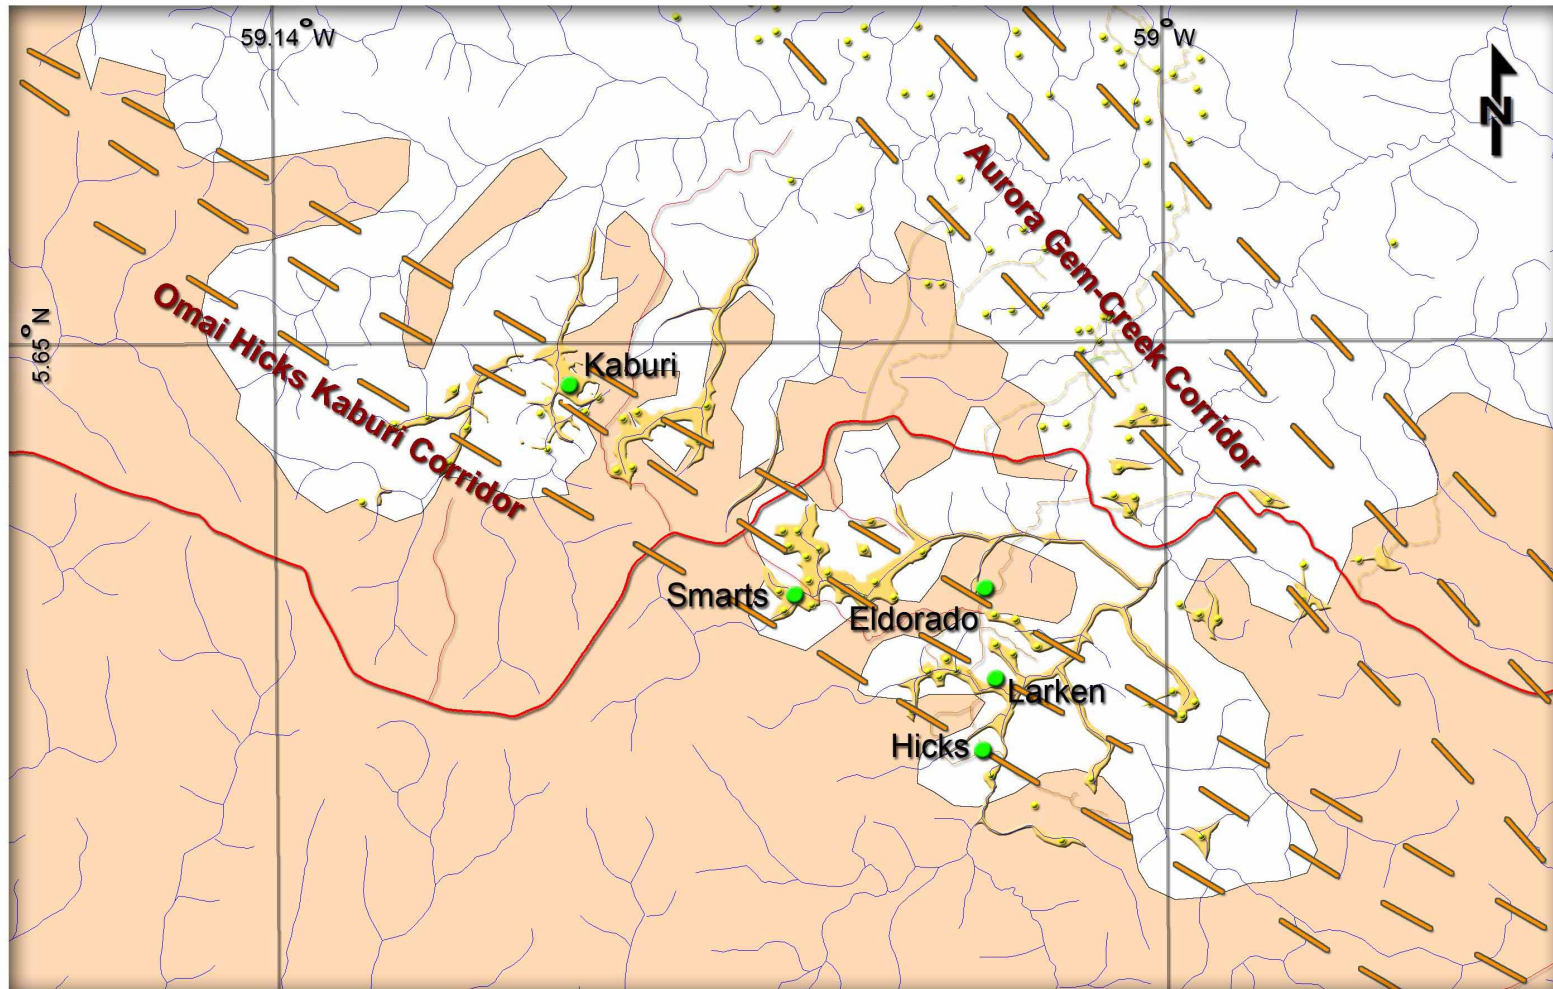 59.14° W
59° W
N
Aurora Gem-Creek Corridor
Omai Hicks Kaburi Corridor
5.65° N
Kaburi
Smarts
Eldorado
Larken
Hicks